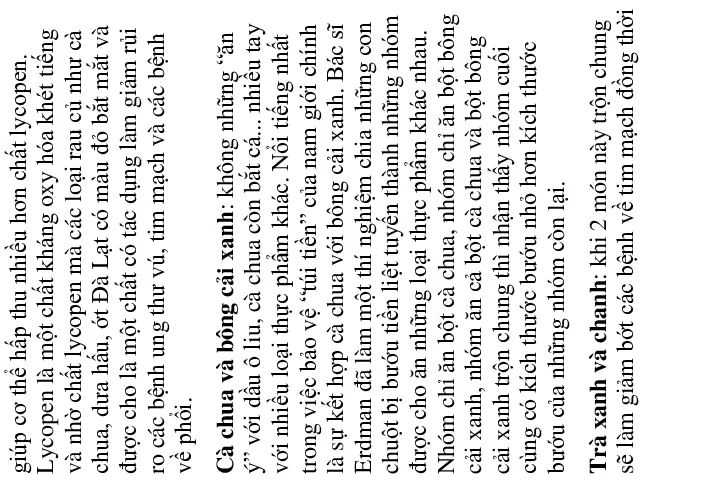 giúp cơ thể hấp thu nhiều hơn chất lycopen.
Lycopen là một chất kháng oxy hóa khét tiếng
và nhờ chất lycopen mà các loại rau củ như cà
chua, dưa hấu, ớt Đà Lạt có màu đỏ bắt mắt và
được cho là một chất có tác dụng làm giảm rủi
ro các bệnh ung thư vú, tim mạch và các bệnh
về phổi.
Cà chua và bông cải xanh: không những “ăn
ý” với dầu ô liu, cà chua còn bắt cá... nhiều tay
với nhiều loại thực phẩm khác. Nổi tiếng nhất
trong việc bảo vệ “túi tiền” của nam giới chính
là sự kết hợp cà chua với bông cải xanh. Bác sĩ
Erdman đã làm một thí nghiệm chia những con
chuột bị bướu tiền liệt tuyến thành những nhóm
được cho ăn những loại thực phẩm khác nhau.
Nhóm chỉ ăn bột cà chua, nhóm chỉ ăn bột bông
cải xanh, nhóm ăn cả bột cà chua và bột bông
cải xanh trộn chung thì nhận thấy nhóm cuối
cùng có kích thước bướu nhỏ hơn kích thước
bướu của những nhóm còn lại.
Trà xanh và chanh: khi 2 món này trộn chung
sẽ làm giảm bớt các bệnh về tim mạch đồng thời